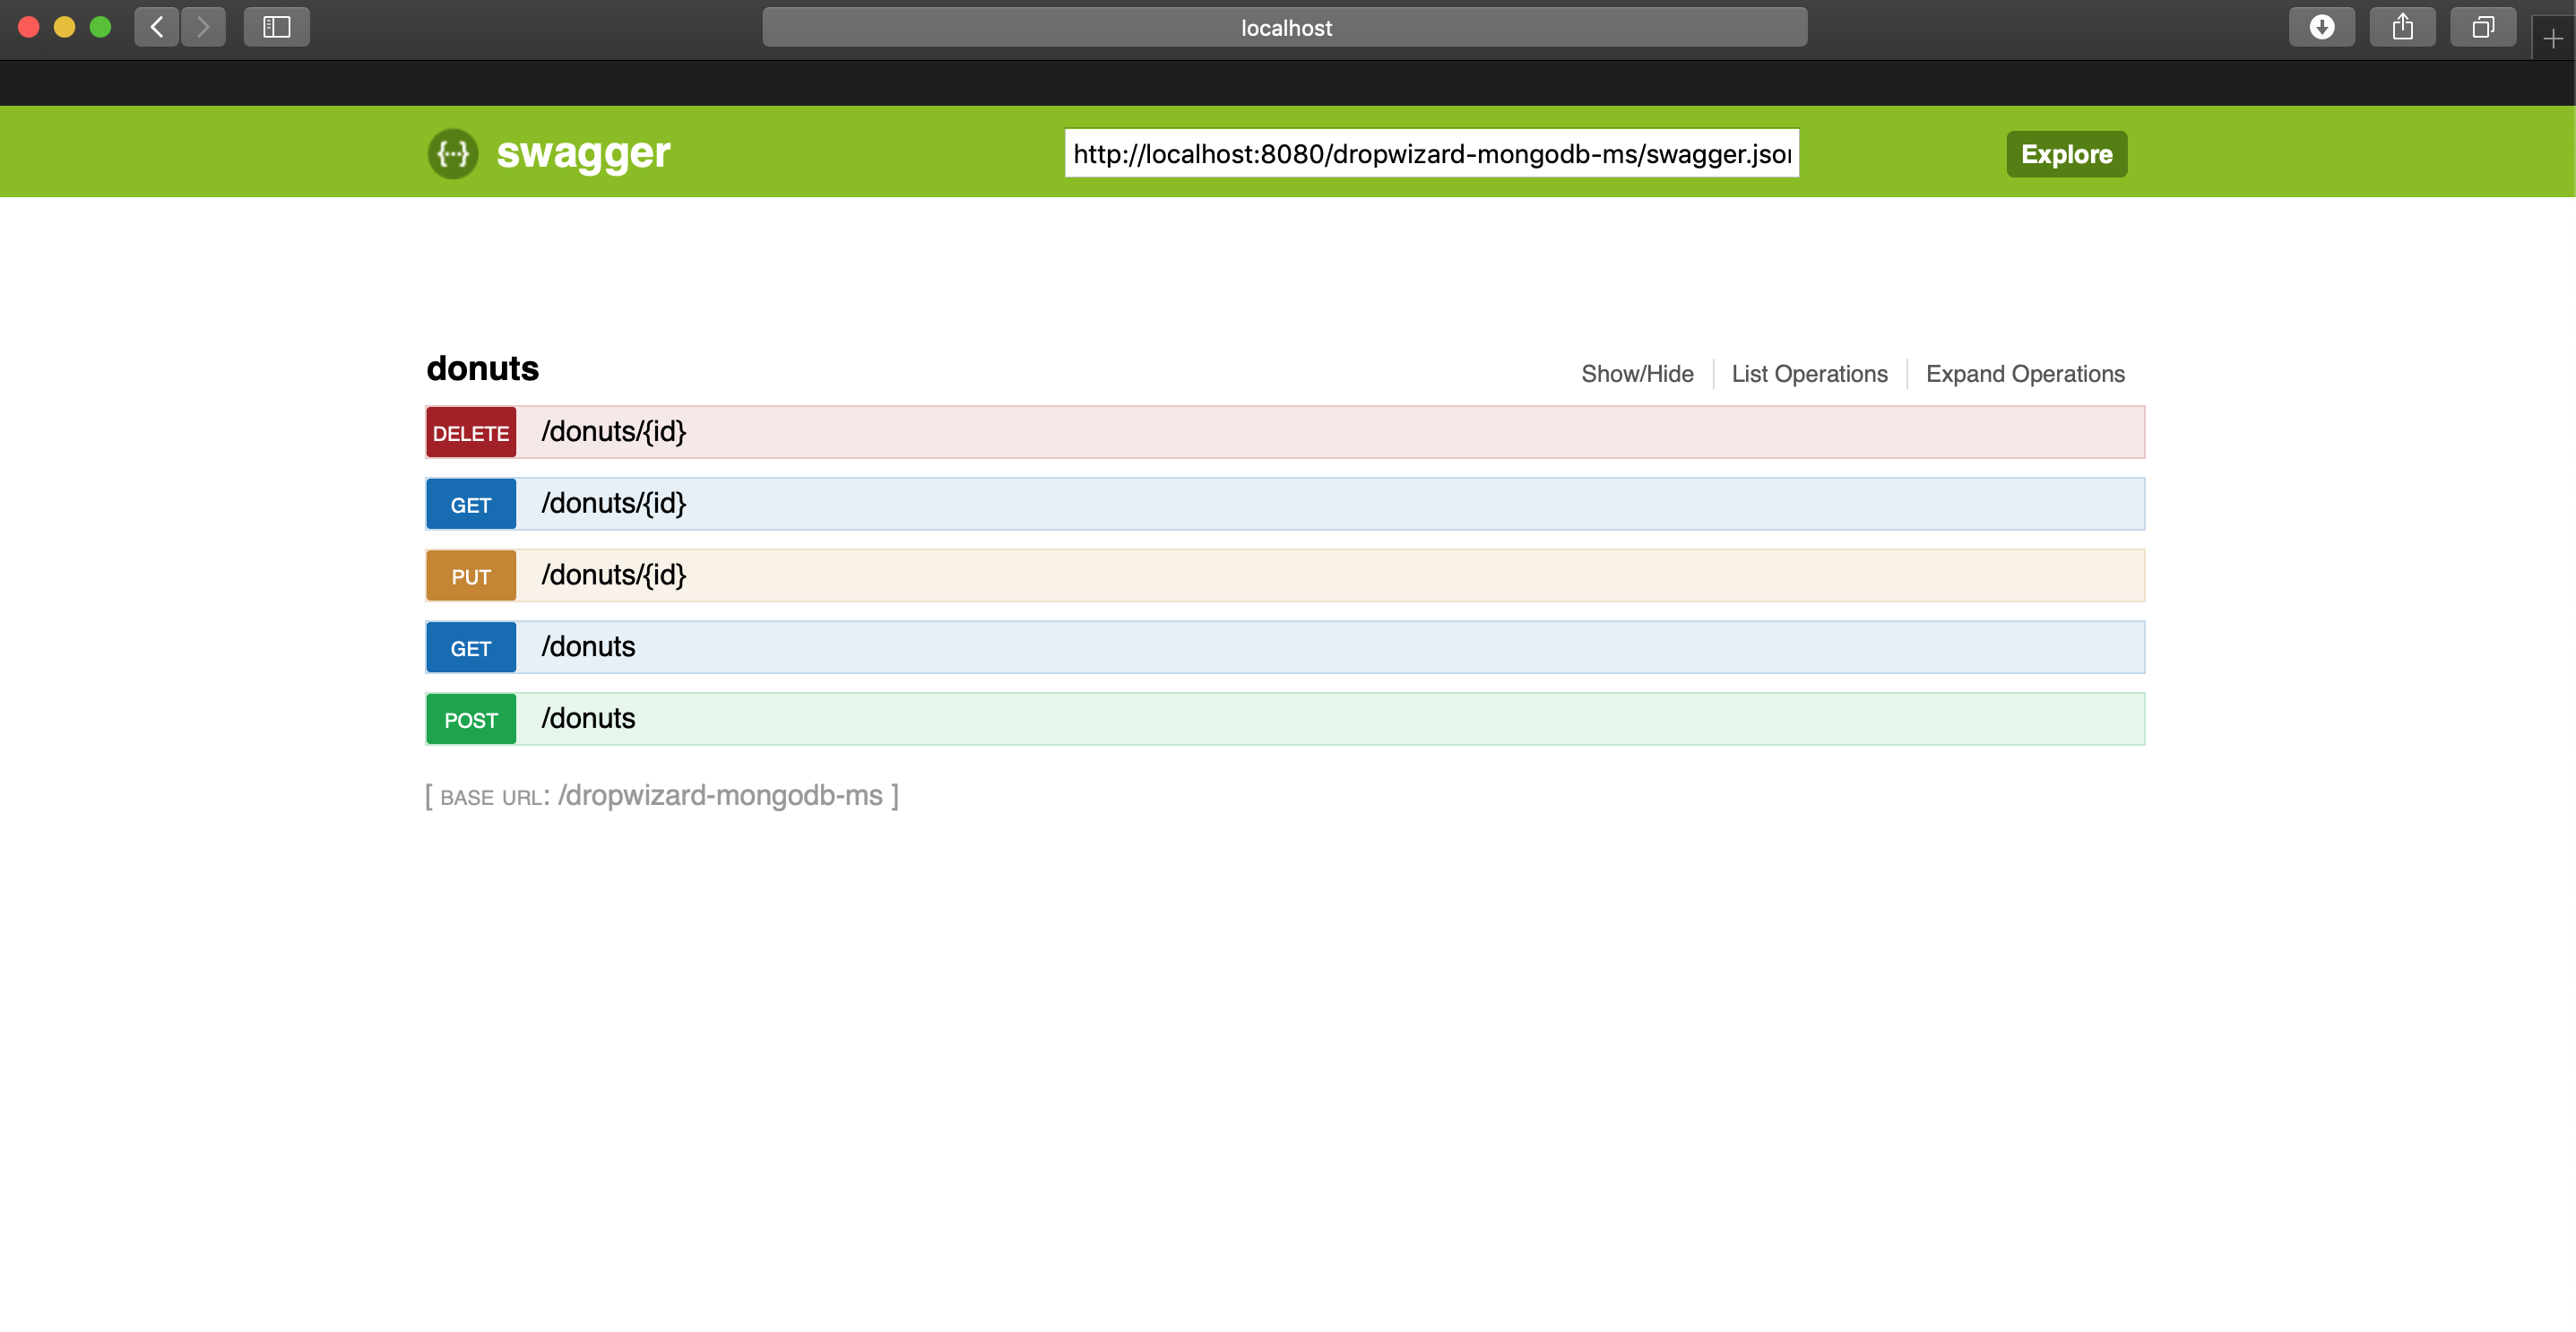 localhost
swagger
http://localhost:8080/dropwizard-mongodb-ms/swagger.jso
Explore
donuts
Show/Hide
List Operations
Expand Operations
DELETE /donuts/{id}
GET /donuts/{id}
PUT /donuts/{id}
GET /donuts
POST /donuts
[ BASE URL: /dropwizard-mongodb-ms ]